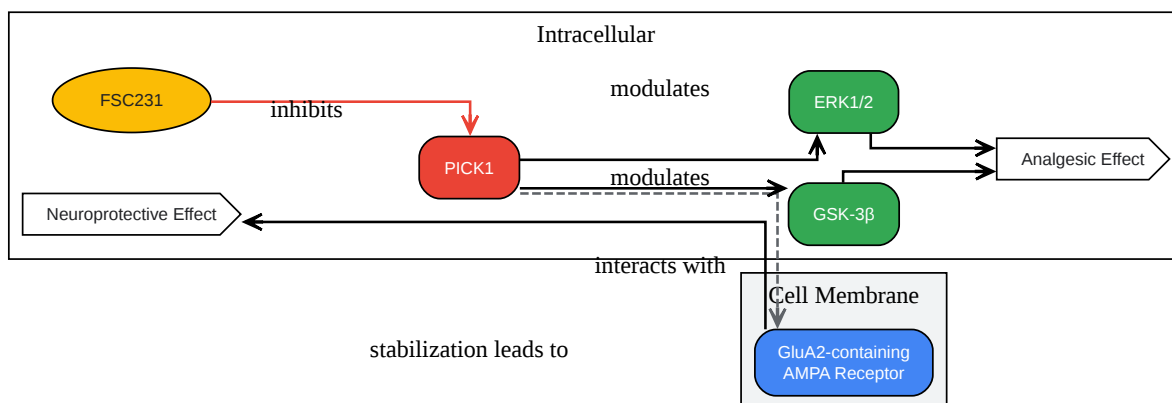 Intracellular
FSC231
inhibits
modulates
ERK1/2
PICK1
modulates
Analgesic Effect
GSK-3β
Neuroprotective Effect
interacts with
Cell Membrane
stabilization leads to
GluA2-containing
AMPA Receptor